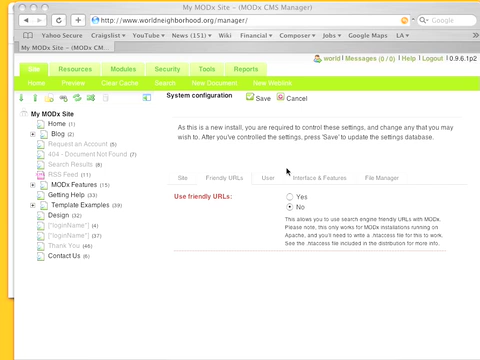 My MODx Site - (MODx CMS Manager)
http://www.worldneighborhood.org/manager/
Google
Yahoo Secure Craigslist YouTube News (151) Wiki Financial Composer Jobs Google Maps LA
My MODx Site - (MODx CM...
world Messages (0 / 0) Help Logout 0.9.6.1p2
Site Resources Modules Security Tools Reports
Home Preview Clear Cache Search New Document New Weblink
System configuration Save Cancel
My MODx Site
Home (1)
Blog (2)
Request an Account (5)
404 - Document Not Found (7)
Search Results (8)
RSS Feed (11)
MODx Features (15)
Getting Help (33)
Template Examples (39)
Design (32)
["loginName"] (42)
["loginName"] (37)
Thank You (46)
Contact Us (6)
As this is a new install, you are required to control these settings, and change any that you may
wish to. After you've controlled the settings, press 'Save' to update the settings database.
Site Friendly URLs User Interface & Features File Manager
Use friendly URLs:
Yes
No
This allows you to use search engine friendly URLs with MODx.
Please note, this only works for MODx installations running on
Apache, and you'll need to write a .htaccess file for this to work.
See the .htaccess file included in the distribution for more info.